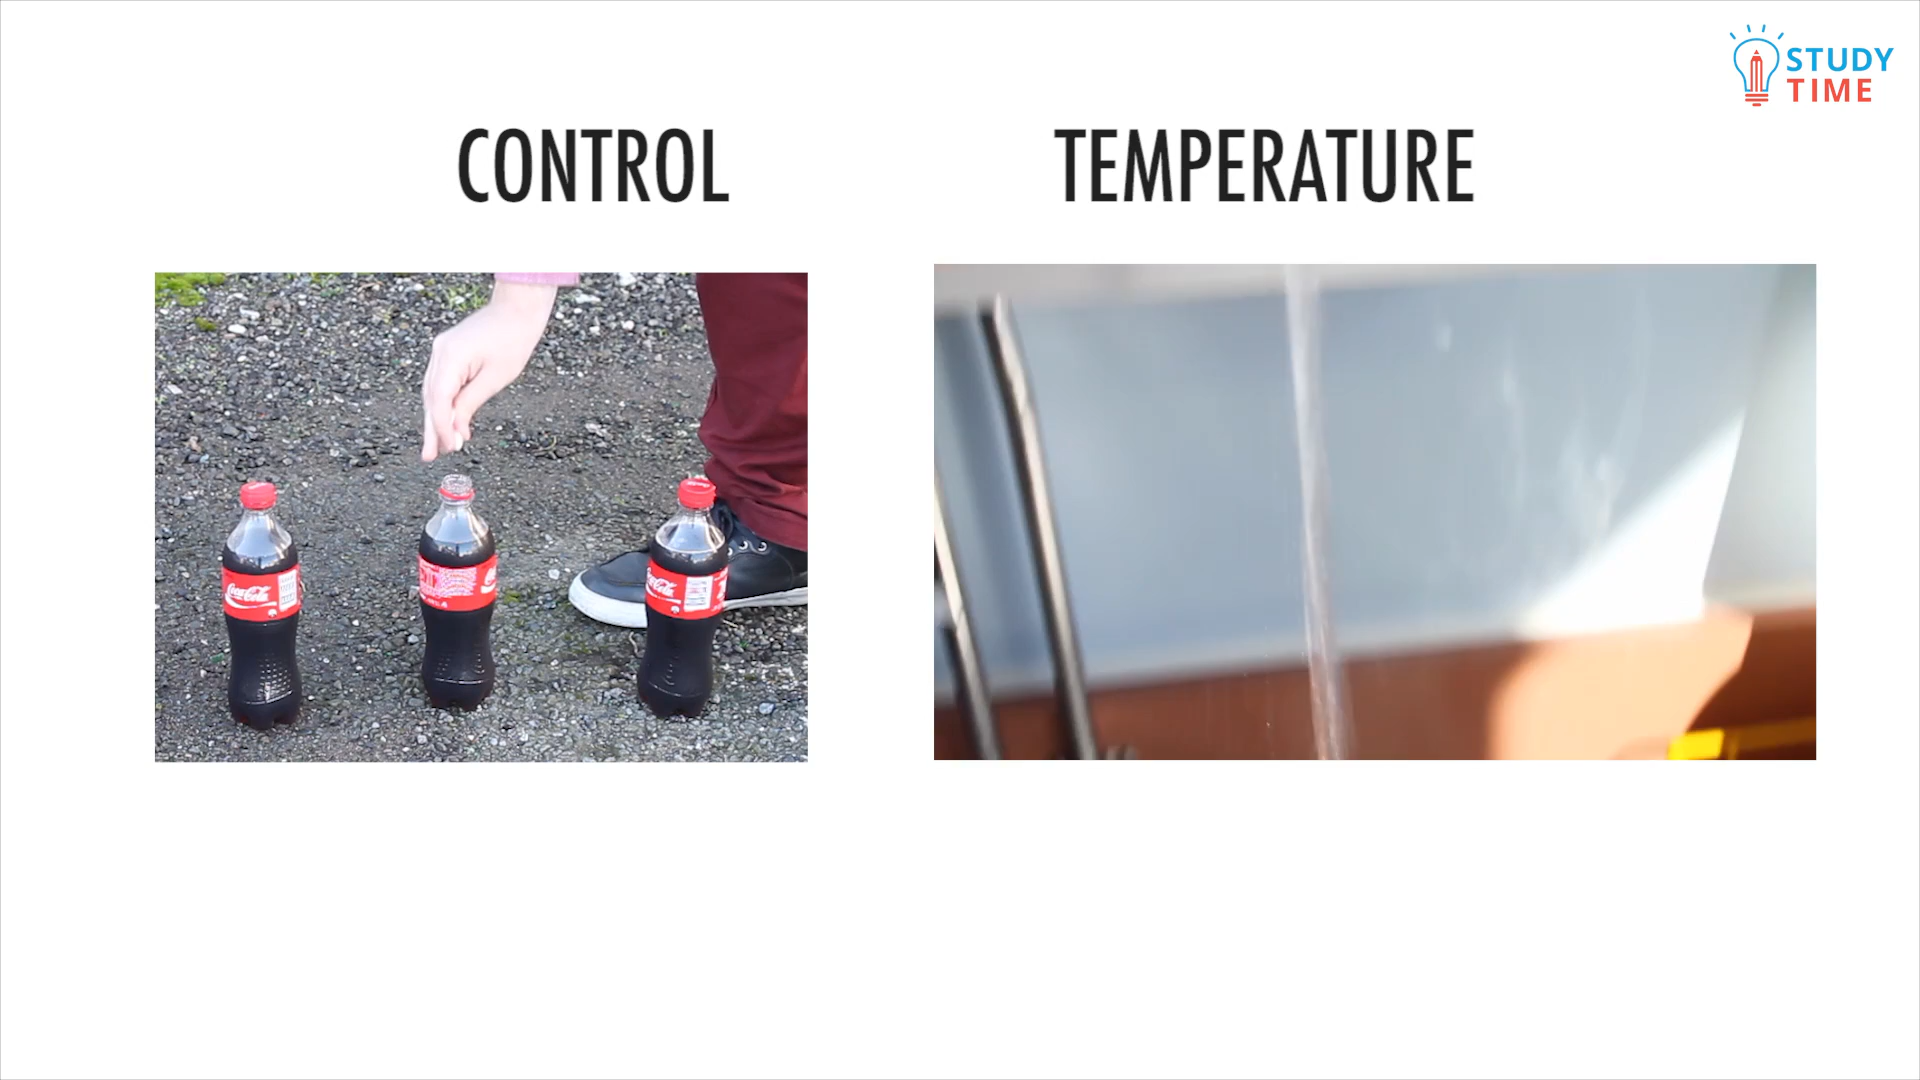 STUDY
TIME
CONTROL
TEMPERATURE
Coca-Cola
Coca-Cola